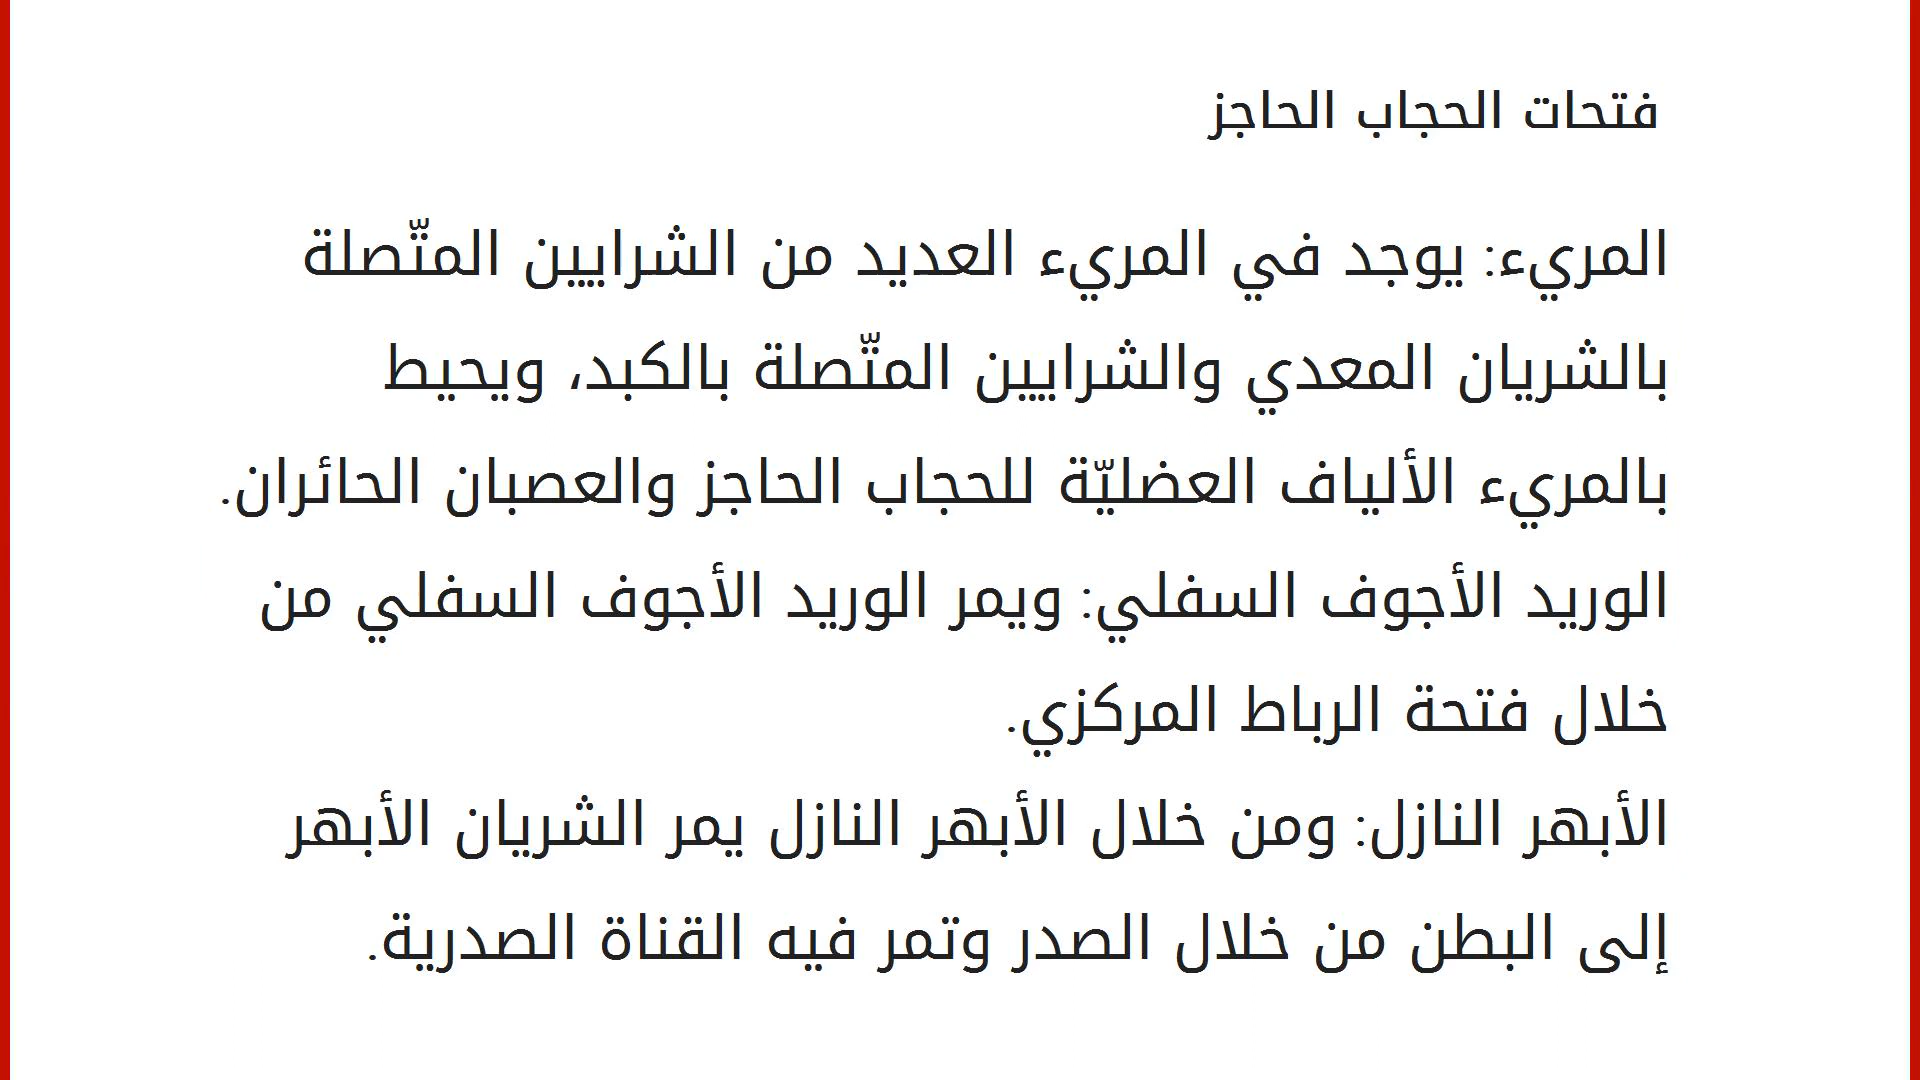 فتحات الحجاب الحاجز
المريء: يوجد في المريء العديد من الشرايين المتّصلة
بالشريان المعدي والشرايين المتّصلة بالكبد، ويحيط
بالمريء الألياف العضليّة للحجاب الحاجز والعصبان الحائران.
الوريد الأجوف السفلي: ويمر الوريد الأجوف السفلي من
خلال فتحة الرباط المركزي.
الأبهر النازل: ومن خلال الأبهر النازل يمر الشريان الأبهر
إلى البطن من خلال الصدر وتمر فيه القناة الصدرية.